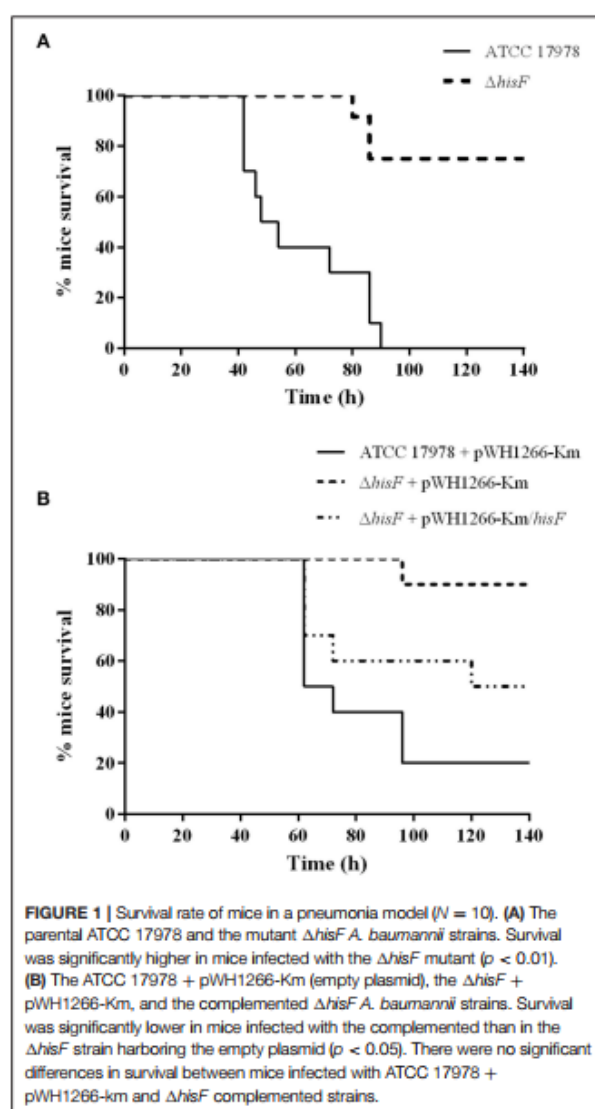 A
ATCC 17978
ΔhisF
100
80
60
40
20
0
% mice survival
0 20 40 60 80 100 120 140
Time (h)
ATCC 17978 + pWH1266-Km
ΔhisF + pWH1266-Km
B
ΔhisF + pWH1266-Km/hisF
100
80
60
40
20
0
% mice survival
0 20 40 60 80 100 120 140
Time (h)
FIGURE 1 | Survival rate of mice in a pneumonia model (N = 10). (A) The
parental ATCC 17978 and the mutant ΔhisF A. baumannii strains. Survival
was significantly higher in mice infected with the ΔhisF mutant (p < 0.01).
(B) The ATCC 17978 + pWH1266-Km (empty plasmid), the ΔhisF +
pWH1266-Km, and the complemented ΔhisF A. baumannii strains. Survival
was significantly lower in mice infected with the complemented than in the
ΔhisF strain harboring the empty plasmid (p < 0.05). There were no significant
differences in survival between mice infected with ATCC 17978 +
pWH1266-km and ΔhisF complemented strains.